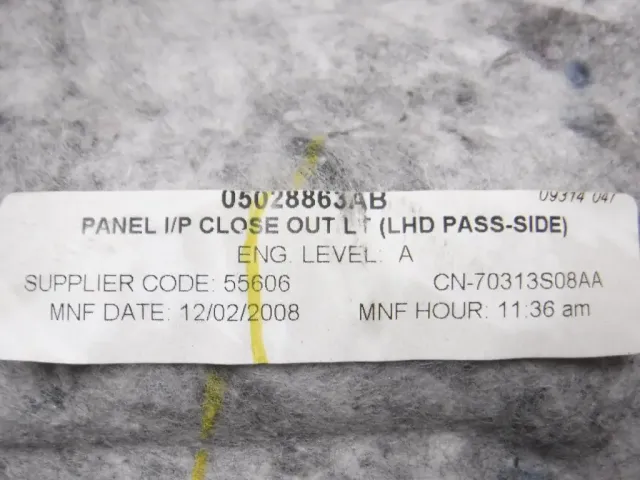 05028863AB
09314 047
PANEL I/P CLOSE OUT LT (LHD PASS-SIDE)
ENG. LEVEL: A
SUPPLIER CODE: 55606 CN-70313S08AA
MNF DATE: 12/02/2008 MNF HOUR: 11:36 am